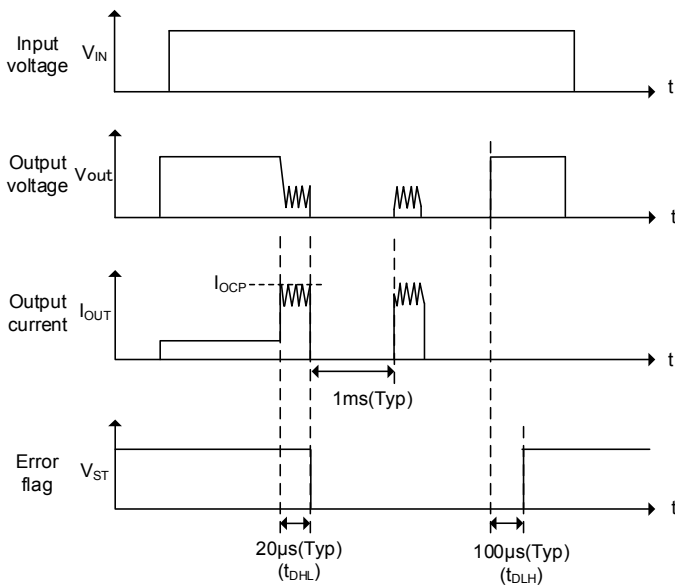 Input
voltage
VIN
t
Output
voltage
Vout
t
Output
current
IOUT
IOCP
t
1ms(Typ)
Error
flag
VST
t
20µs(Typ)
(tDHL)
100µs(Typ)
(tDLH)